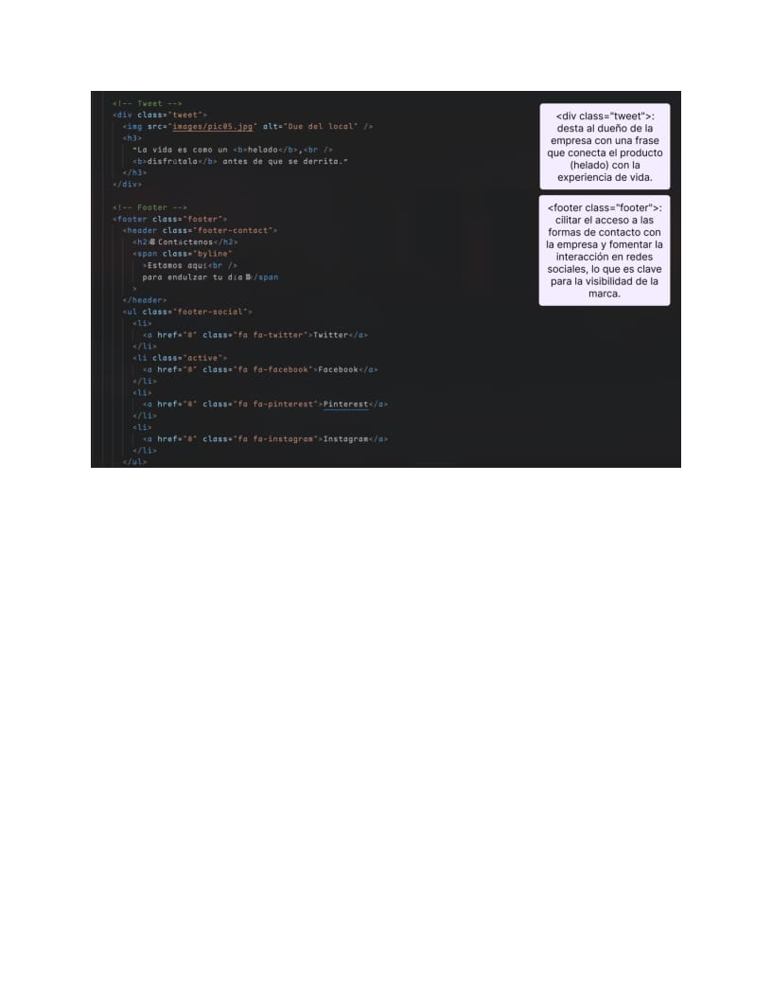 <!-- Tweet -->
<div class="tweet">
<img src="images/pic05.jpg" alt="Due del local" />
<h3>
"La vida es como un <b>helado</b>,<br />
<b>disfrútala</b> antes de que se derrita."
</h3>
</div>
<!-- Footer -->
<footer class="footer">
<header class="footer-contact">
<h2> Contáctenos</h2>
<span class="byline"
>Estamos aquí<br />
para endulzar tu día </span
>
</header>
<ul class="footer-social">
<li>
<a href="#" class="fa fa-twitter">Twitter</a>
</li>
<li class="active">
<a href="#" class="fa fa-facebook">Facebook</a>
</li>
<li>
<a href="#" class="fa fa-pinterest">Pinterest</a>
</li>
<li>
<a href="#" class="fa fa-instagram">Instagram</a>
</li>
</ul>
<div class="tweet">:
desta al dueño de la
empresa con una frase
que conecta el producto
(helado) con la
experiencia de vida.
<footer class="footer">:
cilitar el acceso a las
formas de contacto con
la empresa y fomentar la
interacción en redes
sociales, lo que es clave
para la visibilidad de la
marca.